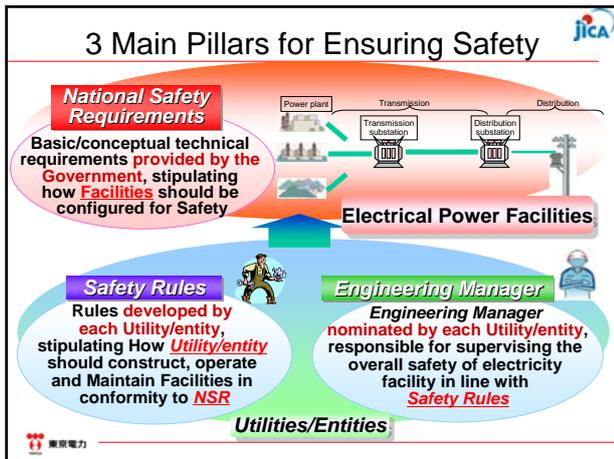 3 Main Pillars for Ensuring Safety
jICA
National Safety
Requirements
Basic/conceptual technical
requirements provided by the
Government, stipulating
how Facilities should be
configured for Safety
Power plant
Transmission
Distribution
Transmission
substation
Distribution
substation
Electrical Power Facilities
Safety Rules
Rules developed by
each Utility/entity,
stipulating How Utility/entity
should construct, operate
and Maintain Facilities in
conformity to NSR
Engineering Manager
Engineering Manager
nominated by each Utility/entity,
responsible for supervising the
overall safety of electricity
facility in line with
Safety Rules
Utilities/Entities
東京電力